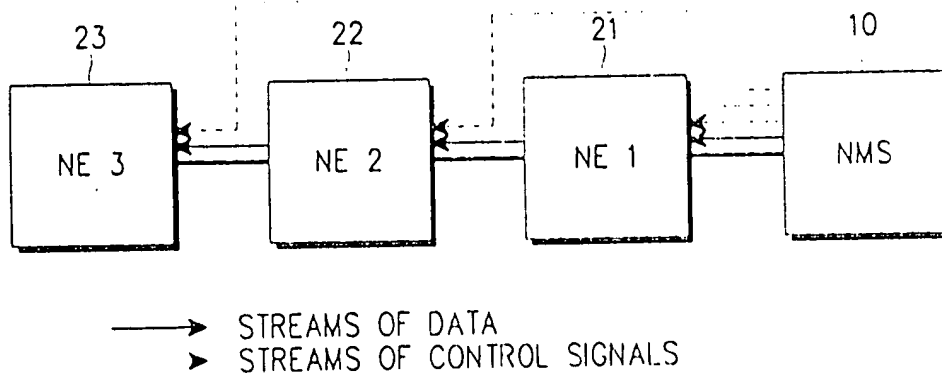 23
22
21
10
NE 3
NE 2
NE 1
NMS
STREAMS OF DATA
STREAMS OF CONTROL SIGNALS